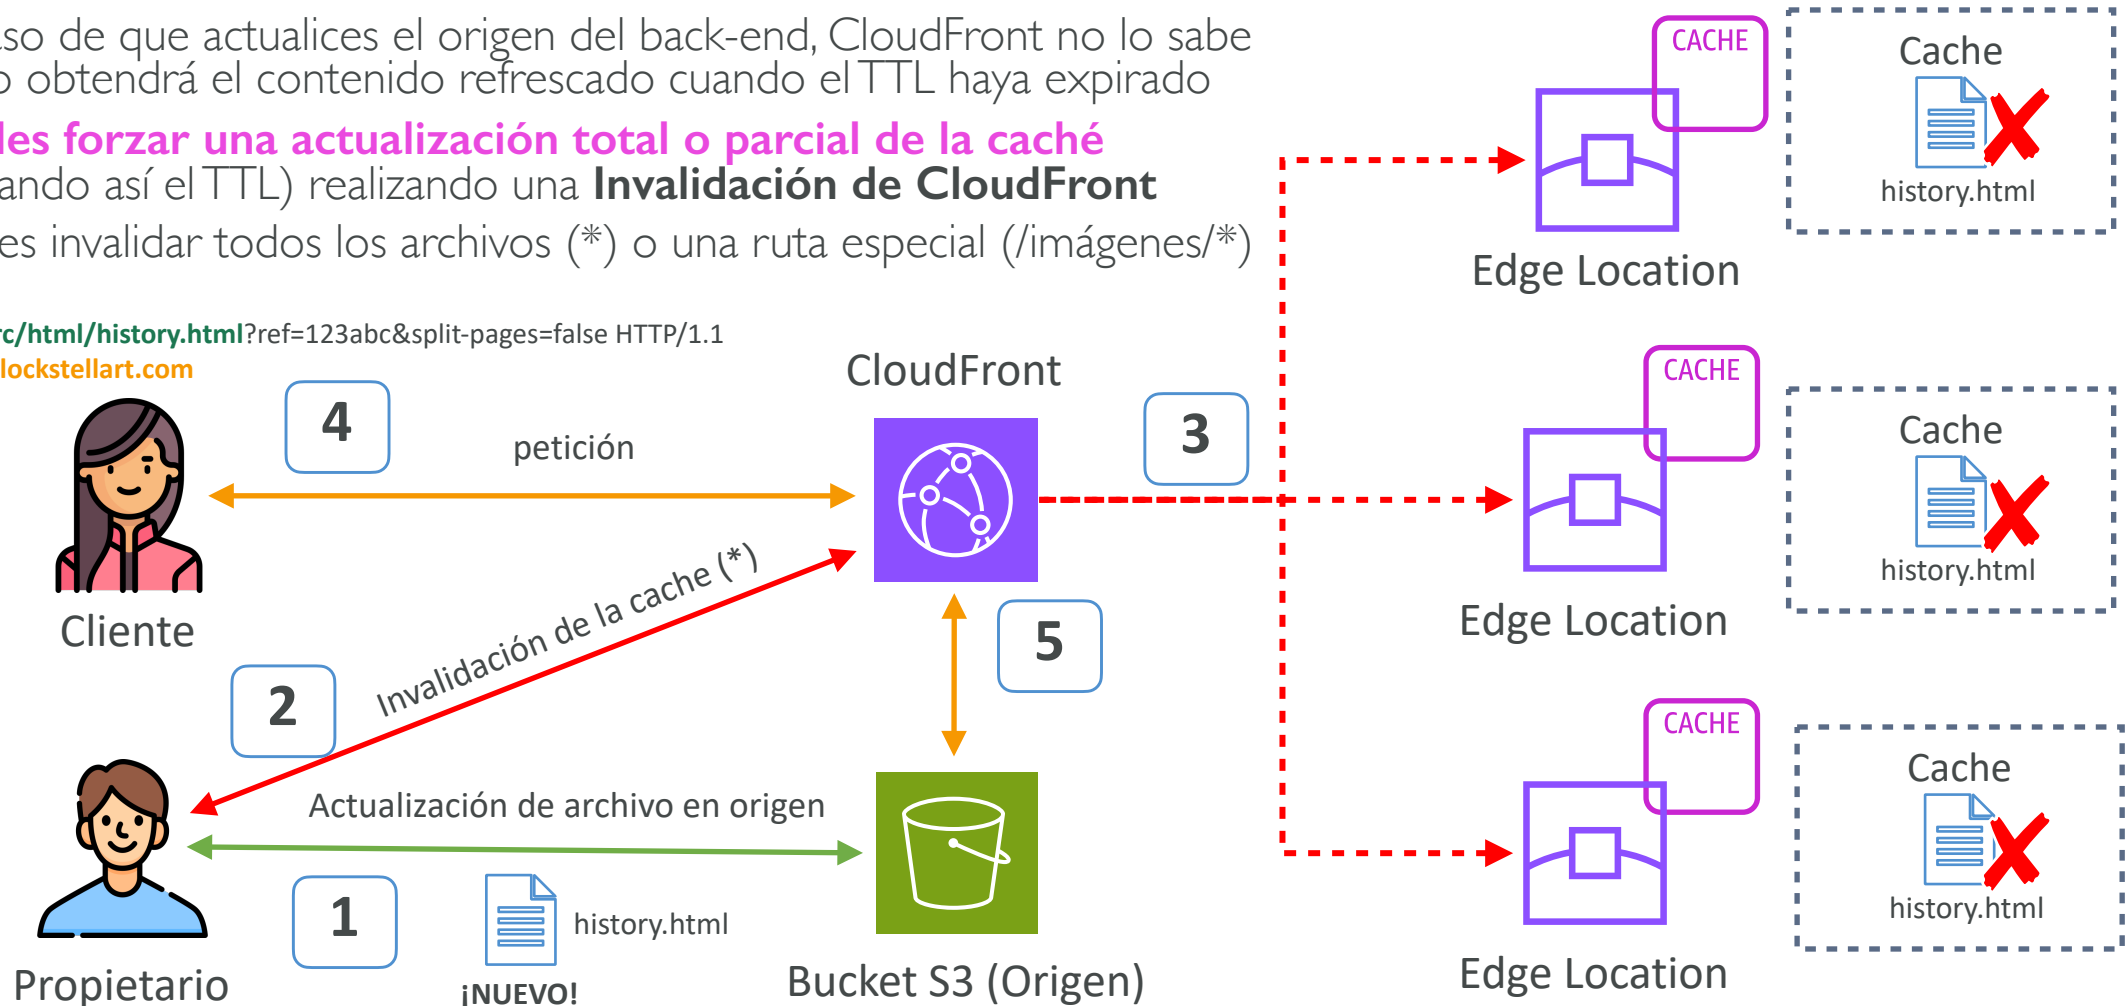 so de que actualices el origen del back-end, CloudFront no lo sabe
o obtendrá el contenido refrescado cuando el TTL haya expirado
des forzar una actualización total o parcial de la caché
ando así el TTL) realizando una Invalidación de CloudFront
es invalidar todos los archivos (*) o una ruta especial (/imágenes/*)
rc/html/history.html?ref=123abc&split-pages=false HTTP/1.1
lockstellart.com
4
petición
Cliente
CloudFront
3
Invalidación de la cache (*)
2
5
Actualización de archivo en origen
1
history.html
¡NUEVO!
Propietario
Bucket S3 (Origen)
CACHE
Edge Location
Cache
history.html
CACHE
Edge Location
Cache
history.html
CACHE
Edge Location
Cache
history.html